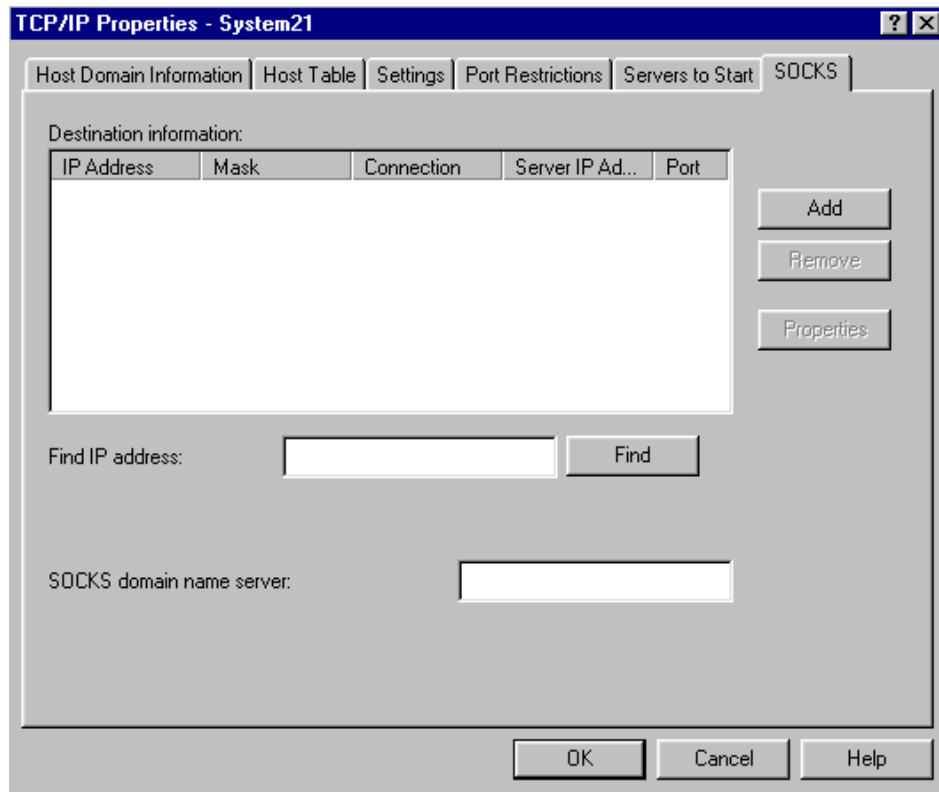 TCP/IP Properties - System21
Host Domain Information Host Table Settings Port Restrictions Servers to Start SOCKS
Destination information:
IP Address Mask Connection Server IP Ad... Port
Add
Remove
Properties
Find IP address: Find
SOCKS domain name server:
OK Cancel Help